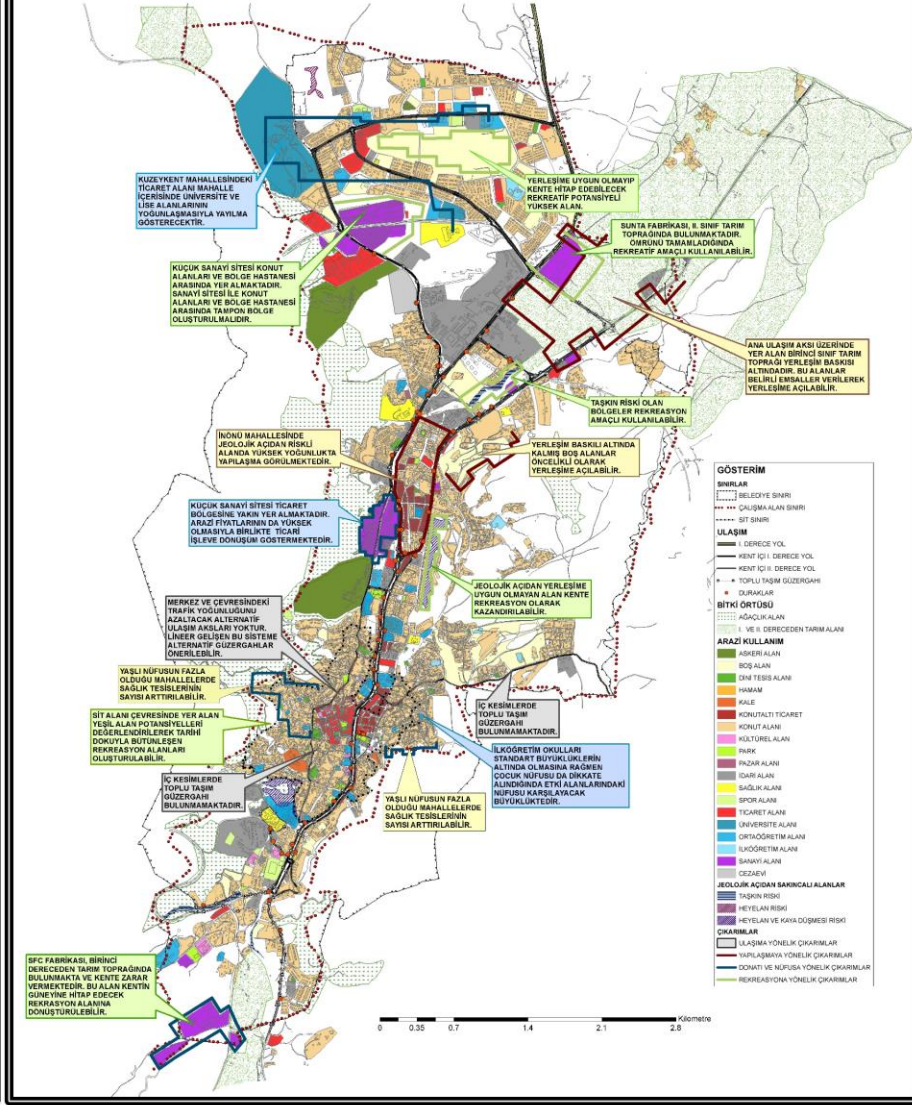 KUZEYKENT MAHALLESİNDEKİ
TİCARET ALANI MAHALLE
İÇERİSİNDE ÜNİVERSİTE VE
LİSE ALANLARININ
YOĞUNLAŞMASIYLA YAYILMA
GÖSTERECEKTİR.
YERLEŞİME UYGUN OLMAYIP
KENTE HİTAP EDEBİLECEK
REKREATİF POTANSİYELİ
YÜKSEK ALAN.
SUNTA FABRİKASI, II. SINIF TARIM
TOPRAĞINDA BULUNMAKTADIR.
ÖMRÜNÜ TAMAMLADIĞINDA
REKREATİF AMAÇLI KULLANILABİLİR.
KÜÇÜK SANAYİ SİTESİ KONUT
ALANLARI VE BÖLGE HASTANESİ
ARASINDA YER ALMAKTADIR.
SANAYİ SİTESİ İLE KONUT
ALANLARI VE BÖLGE HASTANESİ
ARASINDA TAMPON BÖLGE
OLUŞTURULMALIDIR.
ANA ULAŞIM AKSI ÜZERİNDE
YER ALAN BİRİNCİ SINIF TARIM
TOPRAĞI YERLEŞİM BASKISI
ALTINDADIR. BU ALANLAR
BELİRLİ EMSALLER VERİLEREK
YERLEŞİME AÇILABİLİR.
TAŞKIN RİSKİ OLAN
BÖLGELER REKREASYON
AMAÇLI KULLANILABİLİR.
İNÖNÜ MAHALLESİNDE
JEOLOJİK AÇIDAN RİSKLİ
ALANDA YÜKSEK YOĞUNLUKTA
YAPILAŞMA GÖRÜLMEKTEDİR.
YERLEŞİM BASKILI ALTINDA
KALMIŞ BOŞ ALANLAR
ÖNCELİKLİ OLARAK
YERLEŞİME AÇILABİLİR.
KÜÇÜK SANAYİ SİTESİ TİCARET
BÖLGESİNE YAKIN YER ALMAKTADIR.
ARAZİ FİYATLARININ DA YÜKSEK
OLMASIYLA BİRLİKTE TİCARİ
İŞLEVE DÖNÜŞÜM GÖSTERMEKTEDİR.
JEOLOJİK AÇIDAN YERLEŞİME
UYGUN OLMAYAN ALAN KENTE
REKREASYON OLARAK
KAZANDIRILABİLİR.
MERKEZ VE ÇEVRESİNDEKİ
TRAFİK YOĞUNLUĞUNU
AZALTACAK ALTERNATİF
ULAŞIM AKSLARI YOKTUR.
LİNEER GELİŞEN BU SİSTEME
ALTERNATİF GÜZERGAHLAR
ÖNERİLEBİLİR.
YAŞLI NÜFUSUN FAZLA
OLDUĞU MAHALLELERDE
SAĞLIK TESİSLERİNİN
SAYISI ARTTIRILABİLİR.
SİT ALANI ÇEVRESİNDE YER ALAN
YEŞİL ALAN POTANSİYELLERİ
DEĞERLENDİRİLEREK TARİHİ
DOKUYLA BÜTÜNLEŞEN
REKREASYON ALANLARI
OLUŞTURULABİLİR.
İÇ KESİMLERDE
TOPLU TAŞIM
GÜZERGAHI
BULUNMAMAKTADIR.
İÇ KESİMLERDE
TOPLU TAŞIM
GÜZERGAHI
BULUNMAMAKTADIR.
İLKÖĞRETİM OKULLARI
STANDART BÜYÜKLÜKLERİN
ALTINDA OLMASINA RAĞMEN
ÇOCUK NÜFUSU DA DİKKATE
ALINDIĞINDA ETKİ ALANLARINDAKİ
NÜFUSU KARŞILAYACAK
BÜYÜKLÜKTEDİR.
YAŞLI NÜFUSUN FAZLA
OLDUĞU MAHALLELERDE
SAĞLIK TESİSLERİNİN
SAYISI ARTTIRILABİLİR.
SFC FABRİKASI, BİRİNCİ
DERECEDEN TARIM TOPRAĞINDA
BULUNMAKTA VE KENTE ZARAR
VERMEKTEDİR. BU ALAN KENTİN
GÜNEYİNE HİTAP EDECEK
REKRASYON ALANINA
DÖNÜŞTÜRÜLEBİLİR.
GÖSTERİM
SINIRLAR
BELEDİYE SINIRI
ÇALIŞMA ALAN SINIRI
SİT SINIRI
ULAŞIM
I. DERECE YOL
KENT İÇİ I. DERECE YOL
KENT İÇİ II. DERECE YOL
TOPLU TAŞIM GÜZERGAHI
DURAKLAR
BİTKİ ÖRTÜSÜ
AĞAÇLIK ALAN
I. VE II. DERECEDEN TARIM ALANI
ARAZİ KULLANIM
ASKERİ ALAN
BOŞ ALAN
DİNİ TESİS ALANI
HAMAM
KALE
KONUTALTI TİCARET
KONUT ALANI
KÜLTÜREL ALAN
PARK
PAZAR ALANI
İDARİ ALAN
SAĞLIK ALANI
SPOR ALANI
TİCARET ALANI
ÜNİVERSİTE ALANI
ORTAÖĞRETİM ALANI
İLKÖĞRETİM ALANI
SANAYİ ALANI
CEZAEVİ
JEOLOJİK AÇIDAN SAKINCALI ALANLAR
TAŞKIN RİSKİ
HEYELAN RİSKİ
HEYELAN VE KAYA DÜŞMESİ RİSKİ
ÇIKARIMLAR
ULAŞIMA YÖNELİK ÇIKARIMLAR
YAPILAŞMAYA YÖNELİK ÇIKARIMLAR
DONATI VE NÜFUSA YÖNELİK ÇIKARIMLAR
REKREASYONA YÖNELİK ÇIKARIMLAR
Kilometre
0 0.35 0.7 1.4 2.1 2.8